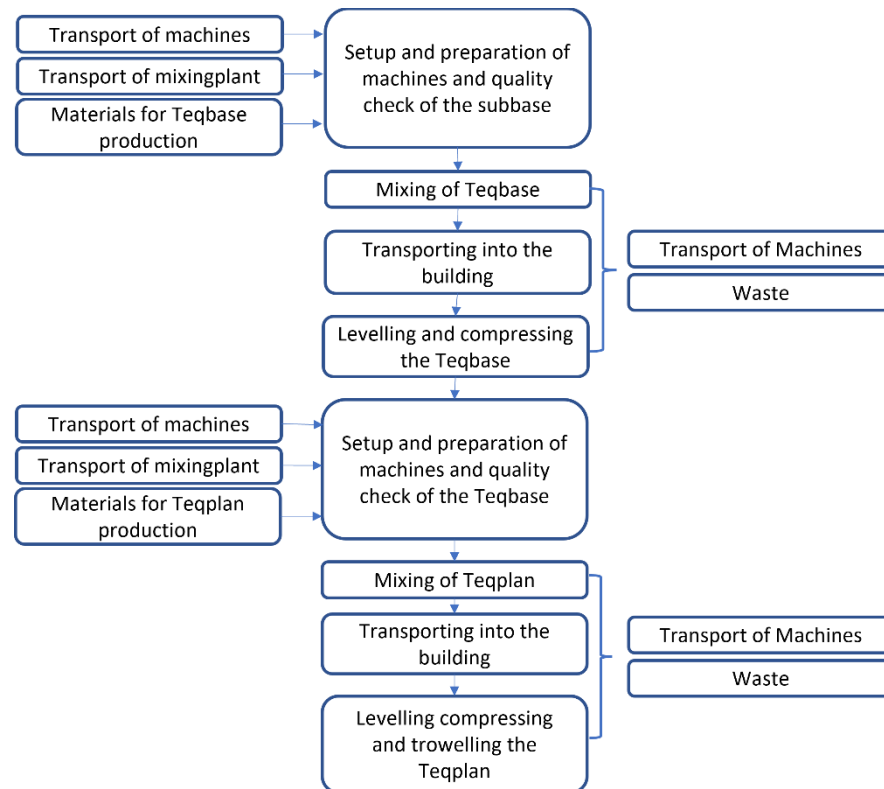 Transport of machines
Transport of mixingplant
Materials for Teqbase
production
Setup and preparation of
machines and quality
check of the subbase
Mixing of Teqbase
Transporting into the
building
Levelling and compressing
the Teqbase
Transport of Machines
Waste
Transport of machines
Transport of mixingplant
Materials for Teqplan
production
Setup and preparation of
machines and quality
check of the Teqbase
Mixing of Teqplan
Transporting into the
building
Levelling compressing
and trowelling the
Teqplan
Transport of Machines
Waste